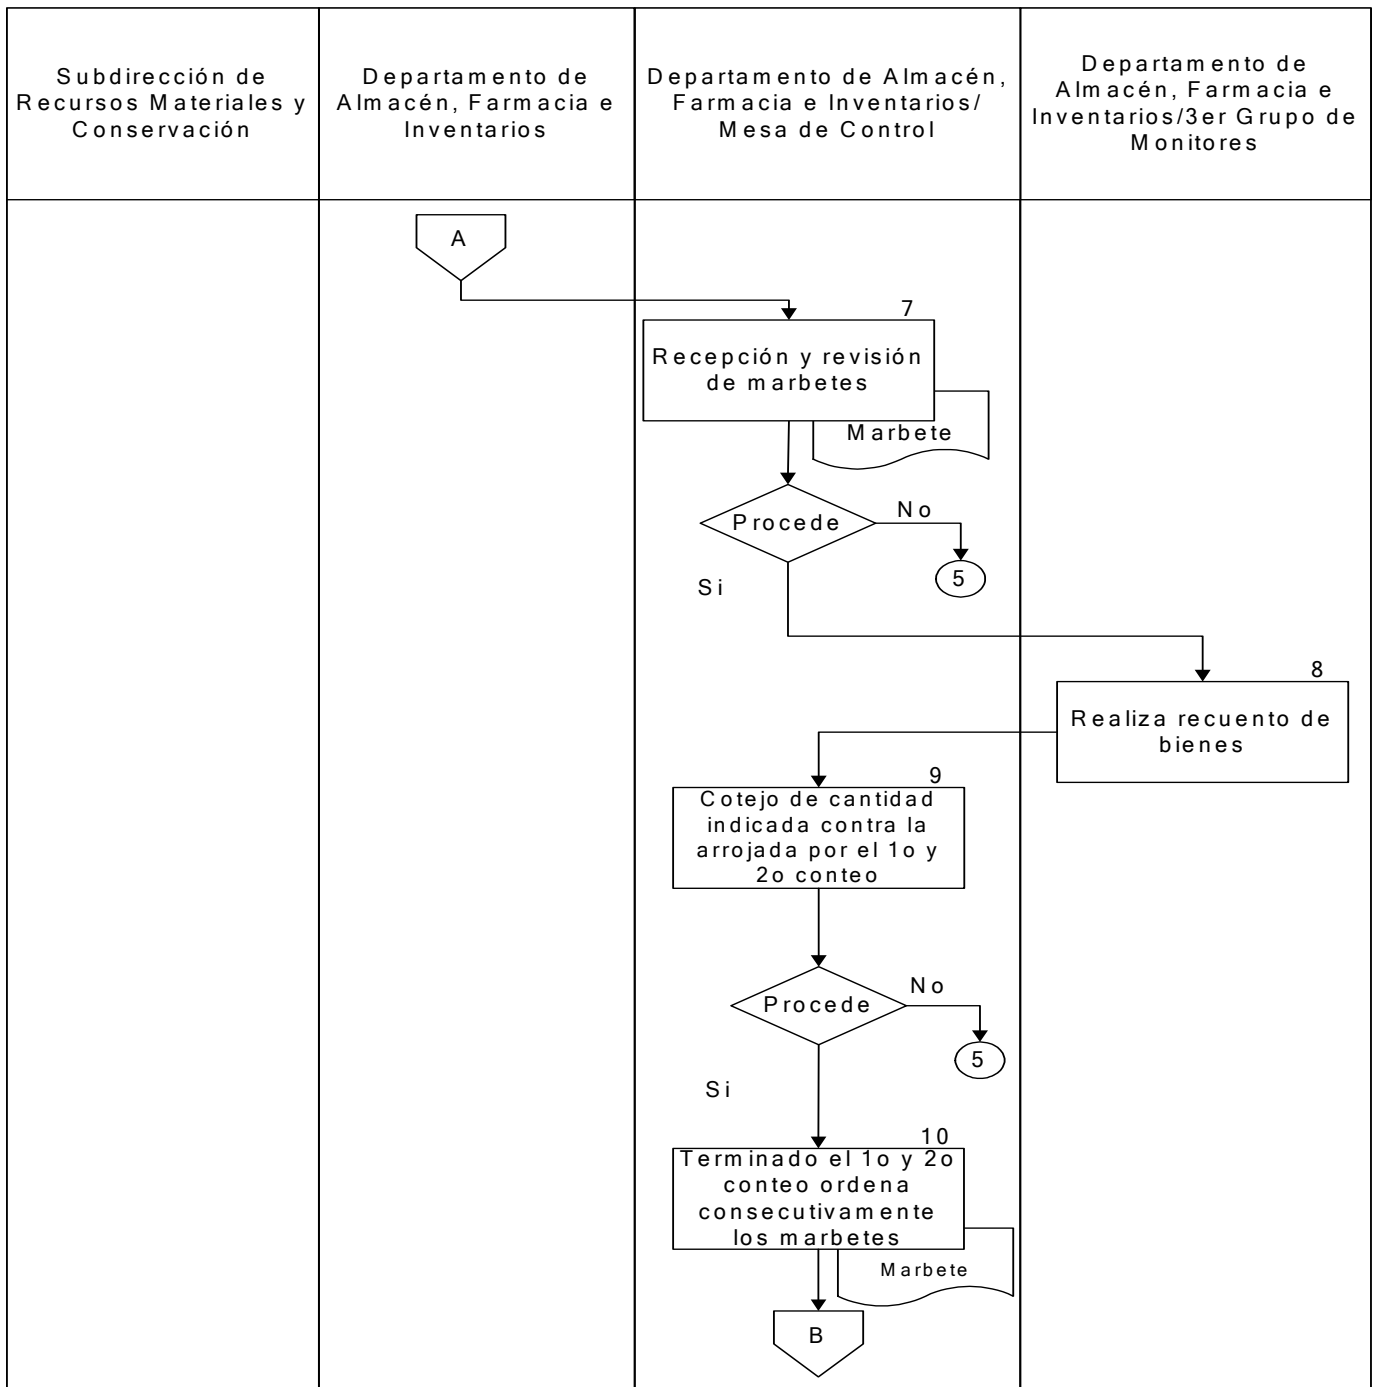 Subdirección de
Recursos Materiales y
Conservación
Departamento de
Almacén, Farmacia e
Inventarios
Departamento de Almacén,
Farmacia e Inventarios/
Mesa de Control
Departamento de
Almacén, Farmacia e
Inventarios/3er Grupo de
Monitores
A
7
Recepción y revisión
de marbetes
Marbete
Procede
No
5
Si
8
Realiza recuento de
bienes
9
Cotejo de cantidad
indicada contra la
arrojada por el 1o y
2o conteo
Procede
No
5
Si
10
Terminado el 1o y 2o
conteo ordena
consecutivamente
los marbetes
Marbete
B